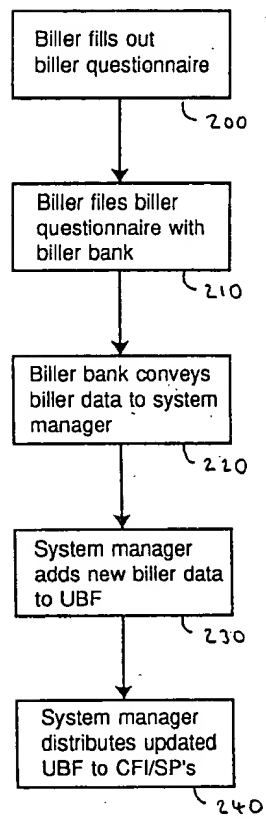 Biller fills out
biller questionnaire
200
Biller files biller
questionnaire with
biller bank
210
Biller bank conveys
biller data to system
manager
220
System manager
adds new biller data
to UBF
230
System manager
distributes updated
UBF to CFI/SP's
240